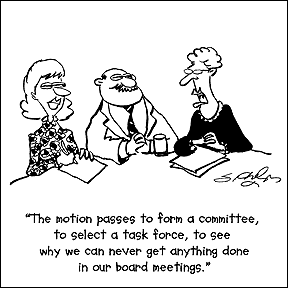 "The motion passes to form a committee,
to select a task force, to see
why we can never get anything done
in our board meetings."